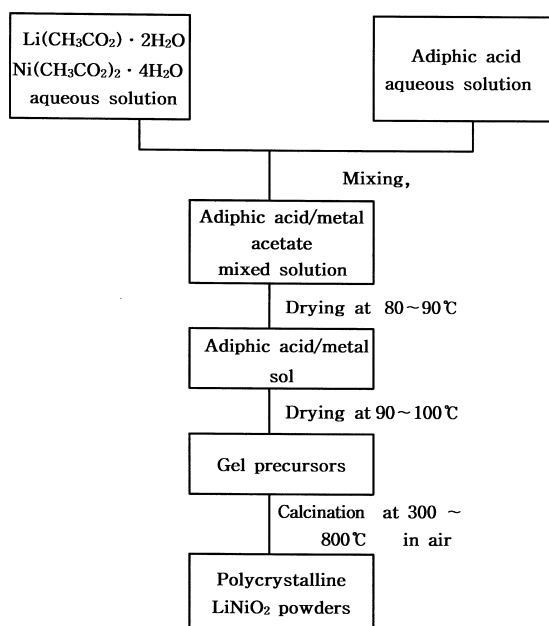 Li(CH₃CO₂)·2H₂O
Ni(CH₃CO₂)₂·4H₂O
aqueous solution
Adiphic acid
aqueous solution
Mixing,
Adiphic acid/metal
acetate
mixed solution
Drying at 80~90℃
Adiphic acid/metal
sol
Drying at 90~100℃
Gel precursors
Calcination at 300 ~
800℃ in air
Polycrystalline
LiNiO₂ powders